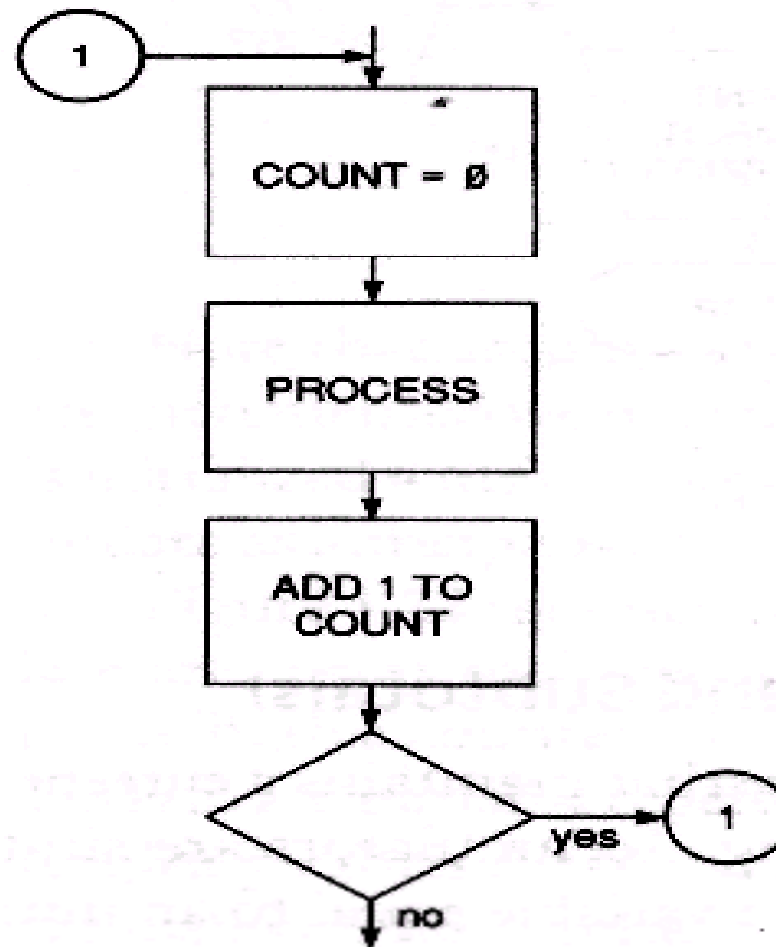 1
COUNT = Ø
PROCESS
ADD 1 TO
COUNT
1
yes
no